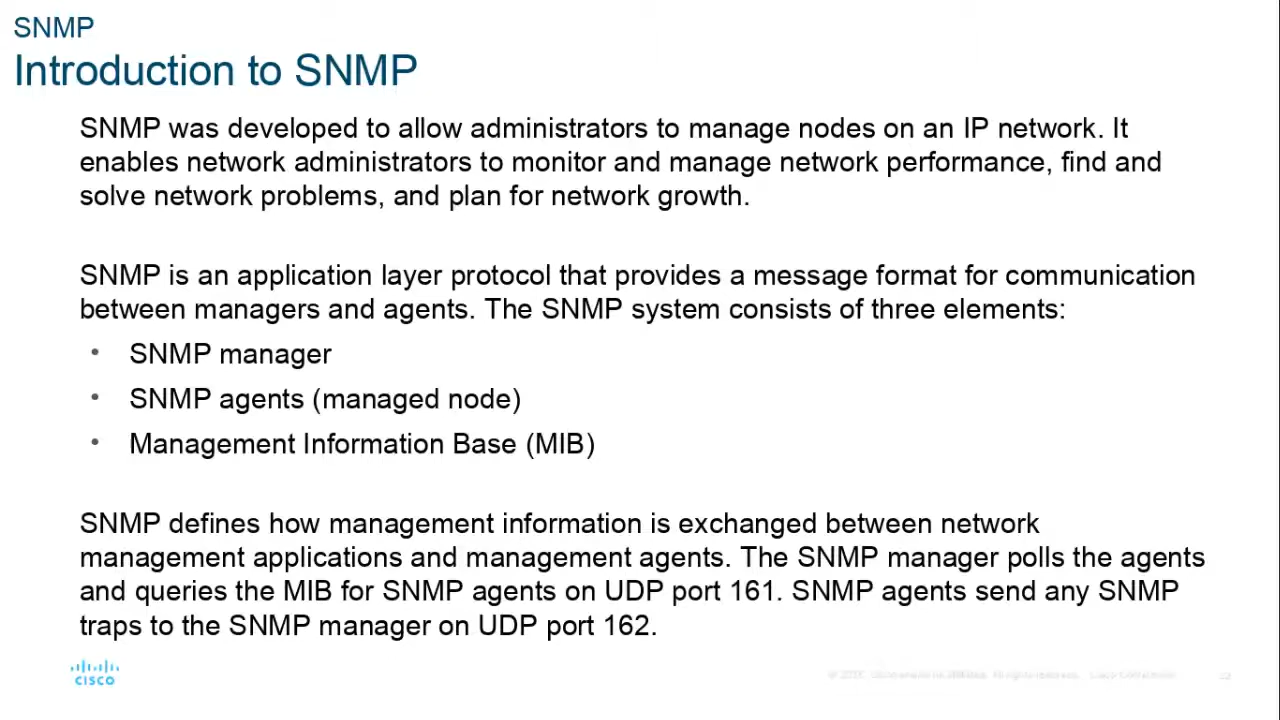 SNMP
Introduction to SNMP
SNMP was developed to allow administrators to manage nodes on an IP network. It
enables network administrators to monitor and manage network performance, find and
solve network problems, and plan for network growth.
SNMP is an application layer protocol that provides a message format for communication
between managers and agents. The SNMP system consists of three elements:
• SNMP manager
• SNMP agents (managed node)
• Management Information Base (MIB)
SNMP defines how management information is exchanged between network
management applications and management agents. The SNMP manager polls the agents
and queries the MIB for SNMP agents on UDP port 161. SNMP agents send any SNMP
traps to the SNMP manager on UDP port 162.
CISCO